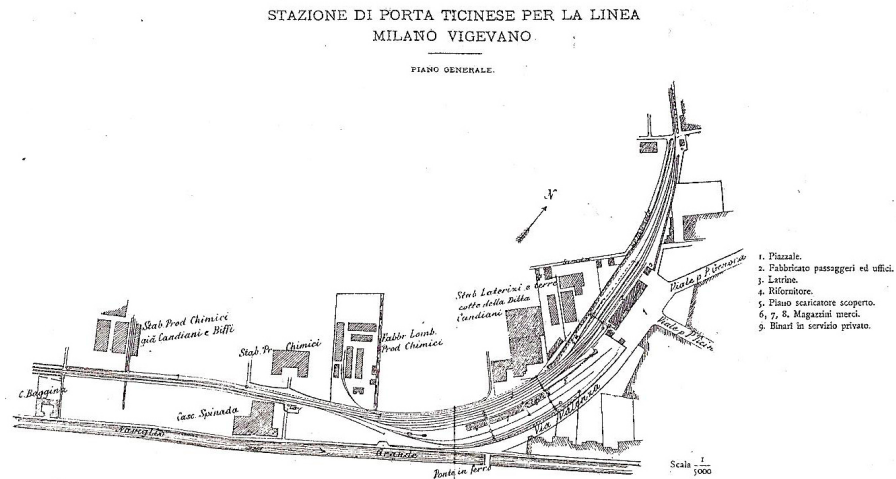 STAZIONE DI PORTA TICINESE PER LA LINEA
MILANO VIGEVANO
PIANO GENERALE.
N
Stab. Prod Chimici
già Candiani e Biffi
Stab. Pr. Chimici
Fabbr Lomb.
Prod Chimici
Stab Laterizi e terre
cotte della Ditta
Candiani
Viale P Genova
Viale
Via Valganza
C. Baggina
Casc. Spinada
Naviglio
Grande
Ponte in ferro
1. Piazzale.
2. Fabbricato passaggeri ed uffici.
3. Latrine.
4. Rifornitore.
5. Piano scaricatore scoperto.
6, 7, 8. Magazzini merci.
9. Binari in servizio privato.
Scala 1/5000